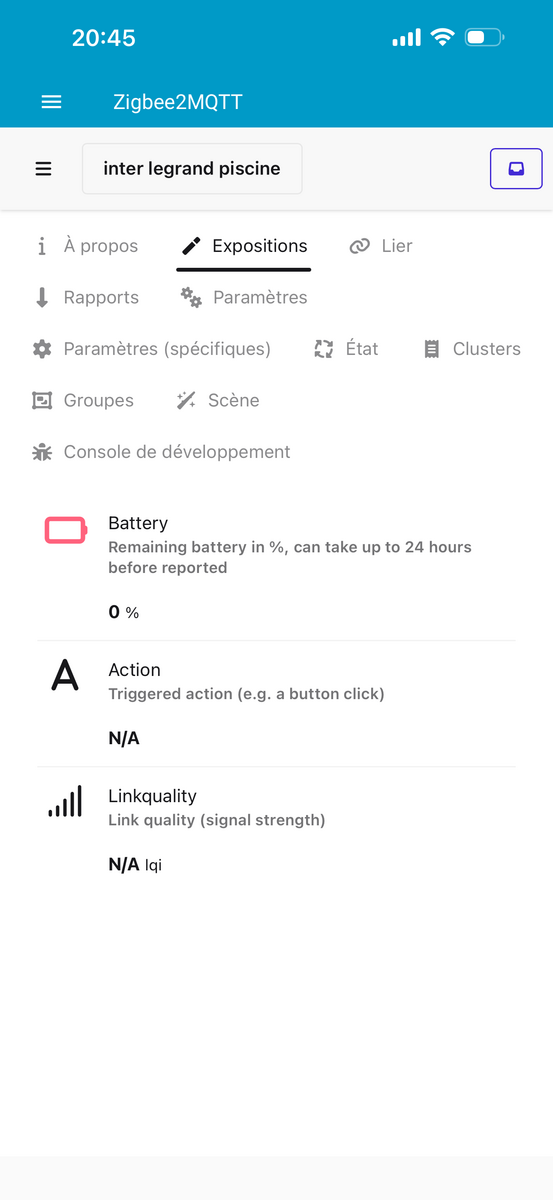 20:45
Zigbee2MQTT
inter legrand piscine
À propos Expositions Lier
Rapports Paramètres
Paramètres (spécifiques) État Clusters
Groupes Scène
Console de développement
Battery
Remaining battery in %, can take up to 24 hours
before reported
0 %
A
Action
Triggered action (e.g. a button click)
N/A
Linkquality
Link quality (signal strength)
N/A lqi